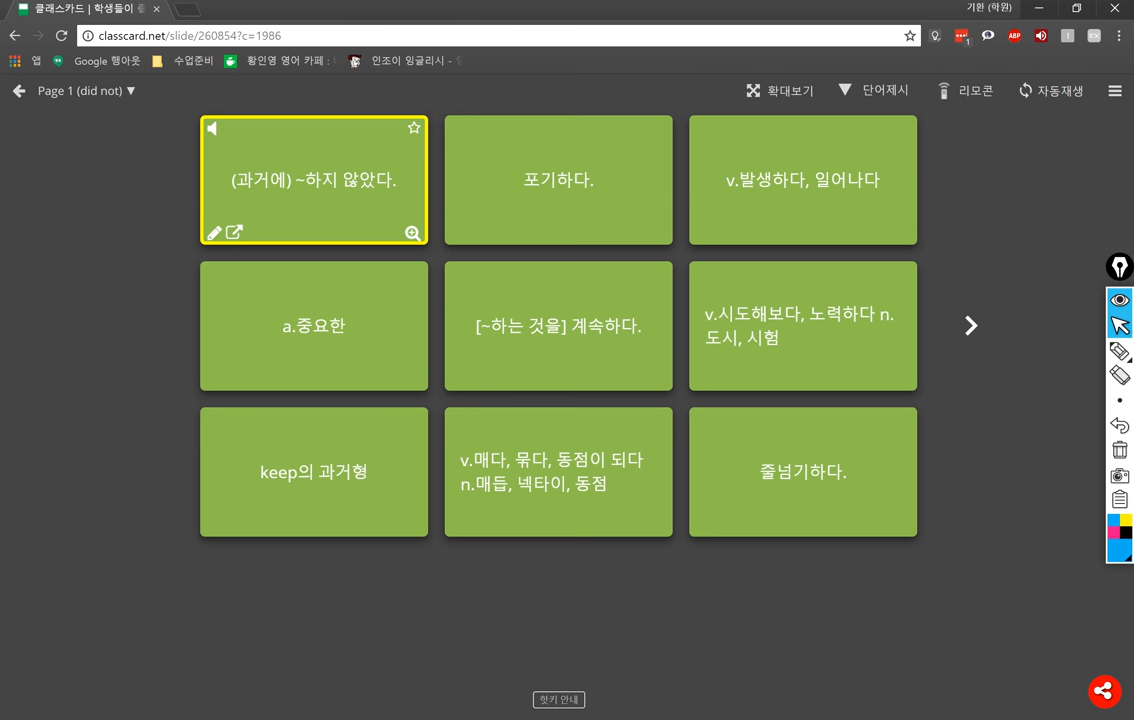 클래스카드 | 학생들이
기환 (학원)
classcard.net/slide/260854?c=1986
앱
Google 행아웃
수업준비
황인영 영어 카페 :
인조이 잉글리시 -
1
ABP
Page 1 (did not) ▼
확대보기
▼ 단어제시
리모콘
자동재생
(과거에) ~하지 않았다.
포기하다.
v.발생하다, 일어나다
a.중요한
[~하는 것을] 계속하다.
v.시도해보다, 노력하다 n.
도시, 시험
keep의 과거형
v.매다, 묶다, 동점이 되다
n.매듭, 넥타이, 동점
줄넘기하다.
핫키 안내